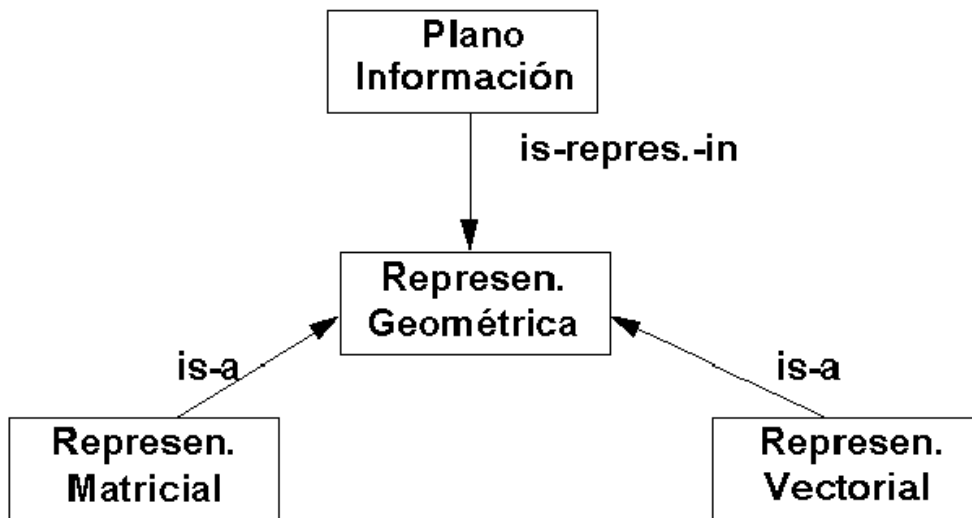 Plano
Información
is-repres.-in
Represen.
Geométrica
is-a
is-a
Represen.
Matricial
Represen.
Vectorial